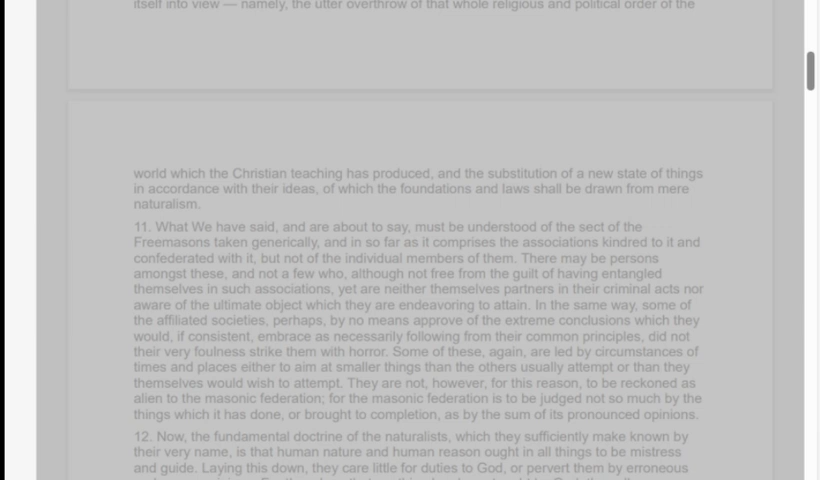 itself into view — namely, the utter overthrow of that whole religious and political order of the
world which the Christian teaching has produced, and the substitution of a new state of things
in accordance with their ideas, of which the foundations and laws shall be drawn from mere
naturalism.
11. What We have said, and are about to say, must be understood of the sect of the
Freemasons taken generically, and in so far as it comprises the associations kindred to it and
confederated with it, but not of the individual members of them. There may be persons
amongst these, and not a few who, although not free from the guilt of having entangled
themselves in such associations, yet are neither themselves partners in their criminal acts nor
aware of the ultimate object which they are endeavoring to attain. In the same way, some of
the affiliated societies, perhaps, by no means approve of the extreme conclusions which they
would, if consistent, embrace as necessarily following from their common principles, did not
their very foulness strike them with horror. Some of these, again, are led by circumstances of
times and places either to aim at smaller things than the others usually attempt or than they
themselves would wish to attempt. They are not, however, for this reason, to be reckoned as
alien to the masonic federation; for the masonic federation is to be judged not so much by the
things which it has done, or brought to completion, as by the sum of its pronounced opinions.
12. Now, the fundamental doctrine of the naturalists, which they sufficiently make known by
their very name, is that human nature and human reason ought in all things to be mistress
and guide. Laying this down, they care little for duties to God, or pervert them by erroneous